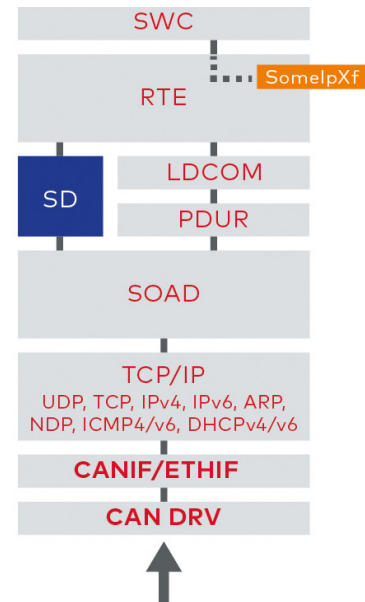 SWC
SomeIpXf
RTE
SD
LDCOM
PDUR
SOAD
TCP/IP
UDP, TCP, IPv4, IPv6, ARP,
NDP, ICMP4/v6, DHCPv4/v6
CANIF/ETHIF
CAN DRV